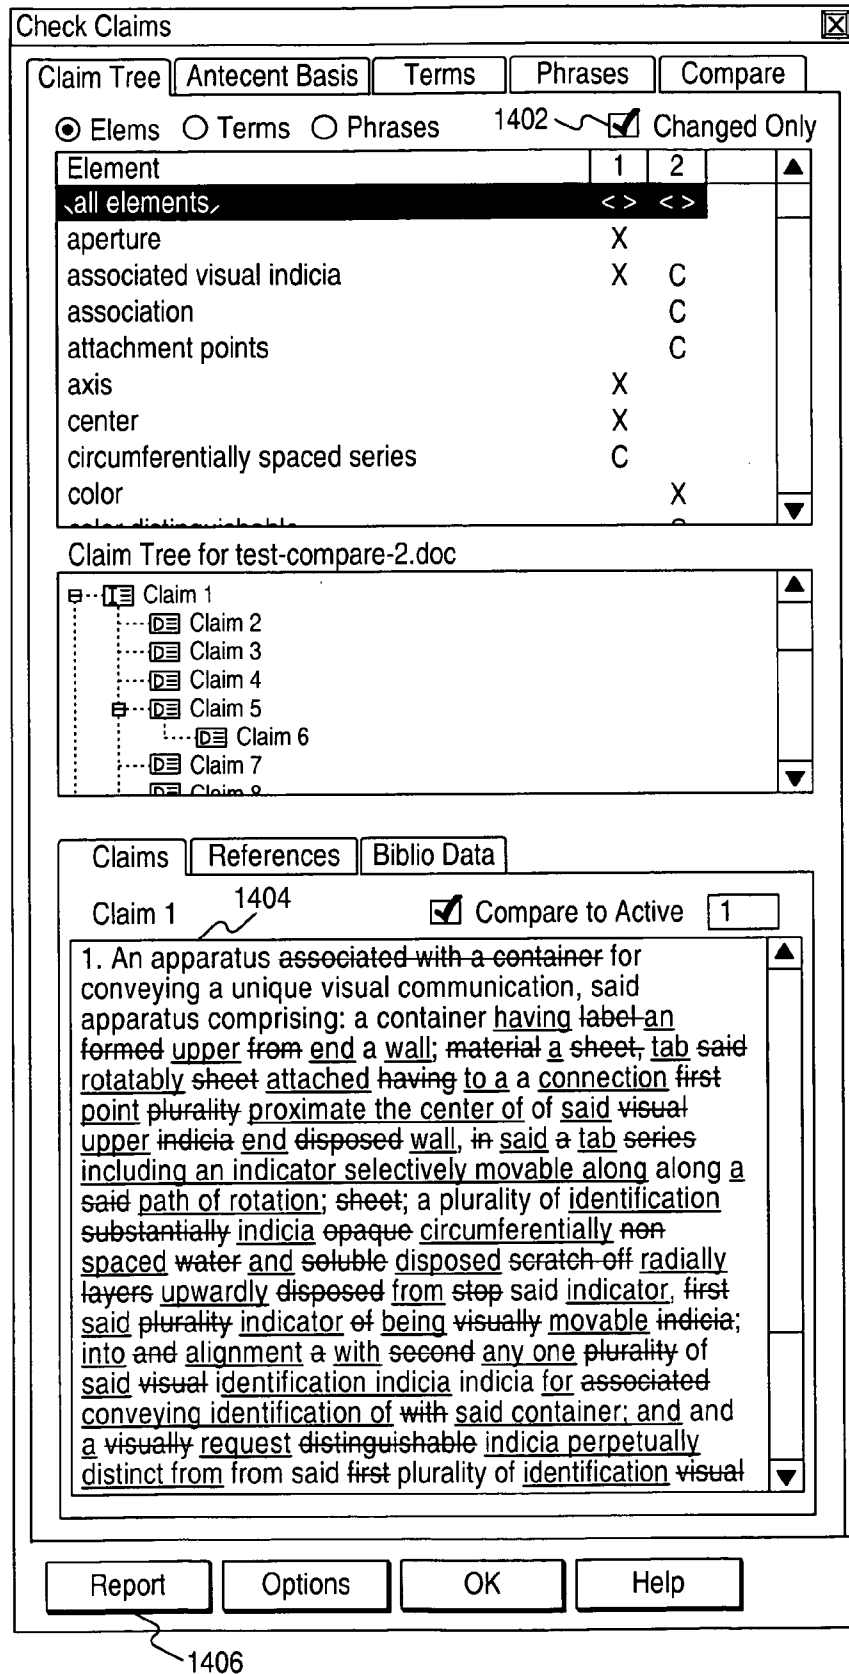 Check Claims
Claim Tree Antecent Basis Terms Phrases Compare
Elems Terms Phrases 1402 Changed Only
Element 1 2
all elements < > < >
aperture X
associated visual indicia X C
association C
attachment points C
axis X
center X
circumferentially spaced series C
color X
Claim Tree for test-compare-2.doc
I Claim 1
D Claim 2
D Claim 3
D Claim 4
D Claim 5
D Claim 6
D Claim 7
D Claim 8
Claims References Biblio Data
Claim 1 1404 Compare to Active 1
1. An apparatus associated with a container for
conveying a unique visual communication, said
apparatus comprising: a container having label an
formed upper from end a wall; material a sheet, tab said
rotatably sheet attached having to a a connection first
point plurality proximate the center of of said visual
upper indicia end disposed wall, in said a tab series
including an indicator selectively movable along along a
said path of rotation; sheet; a plurality of identification
substantially indicia opaque circumferentially non
spaced water and soluble disposed scratch off radially
layers upwardly disposed from stop said indicator, first
said plurality indicator of being visually movable indicia;
into and alignment a with second any one plurality of
said visual identification indicia indicia for associated
conveying identification of with said container; and and
a visually request distinguishable indicia perpetually
distinct from from said first plurality of identification visual
Report Options OK Help
1406